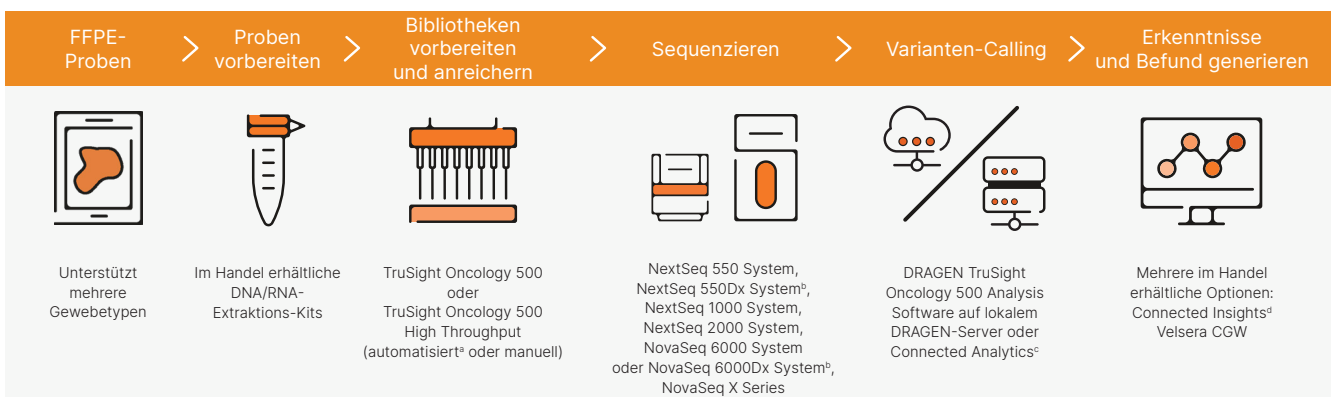 FFPE-
Proben
Proben
vorbereiten
Bibliotheken
vorbereiten
und anreichern
Sequenzieren
Varianten-Calling
Erkenntnisse
und Befund generieren
Unterstützt
mehrere
Gewebetypen
Im Handel erhältliche
DNA/RNA-
Extraktions-Kits
TruSight Oncology 500
oder
TruSight Oncology 500
High Throughput
(automatisiertᵃ oder manuell)
NextSeq 550 System,
NextSeq 550Dx Systemᵇ,
NextSeq 1000 System,
NextSeq 2000 System,
NovaSeq 6000 System
oder NovaSeq 6000Dx Systemᵇ,
NovaSeq X Series
DRAGEN TruSight
Oncology 500 Analysis
Software auf lokalem
DRAGEN-Server oder
Connected Analyticsᶜ
Mehrere im Handel
erhältliche Optionen:
Connected Insightsᵈ
Velsera CGW